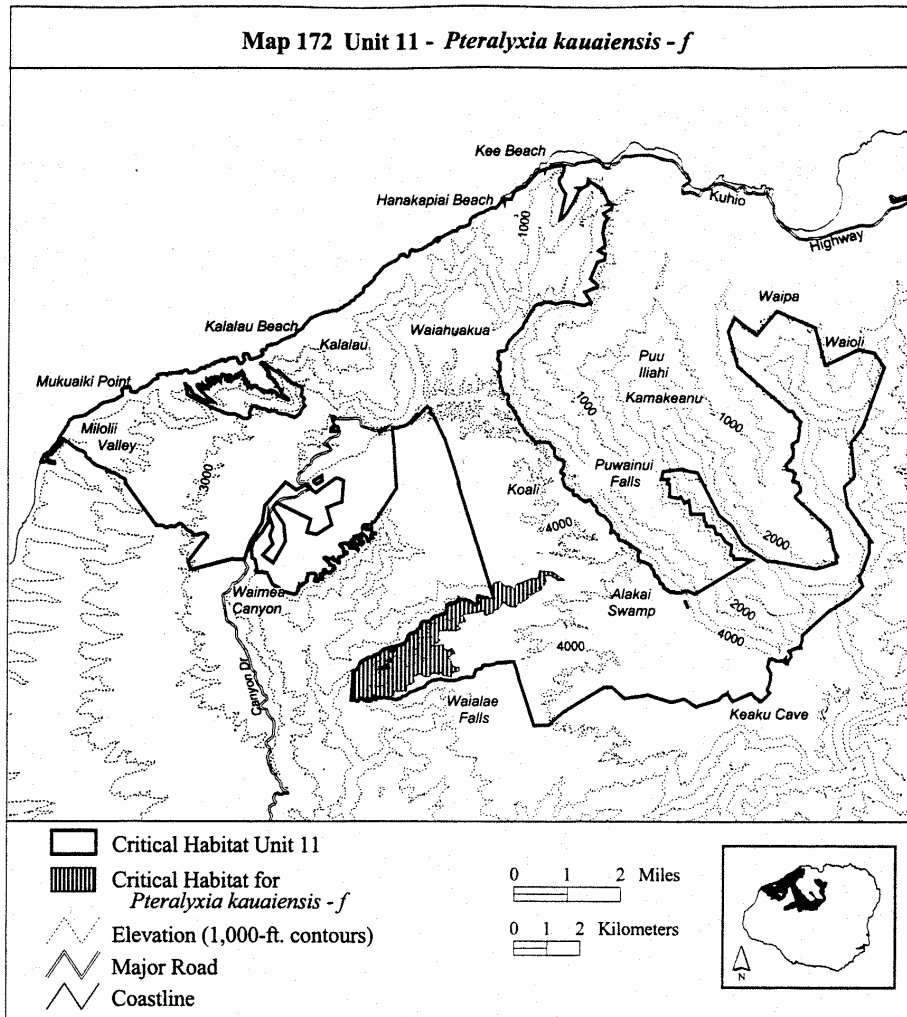 Map 172 Unit 11 - Pteralyxia kauaiensis - f
Kee Beach
Hanakapiai Beach
1000
Kuhio
Highway
Waipa
Kalalau Beach
Waiahuakua
Kalalau
Waioli
Puu
Iliahi
Mukuaiki Point
Kamakeanu
1000
1000
Milolii
Valley
3000
Puwainui
Falls
Koali
4000
2000
Waimea
Canyon
Alakai
Swamp
2000
4000
4000
Canyon Dr
Waialae
Falls
Keaku Cave
Critical Habitat Unit 11
Critical Habitat for
Pteralyxia kauaiensis - f
Elevation (1,000-ft. contours)
Major Road
Coastline
0 1 2 Miles
0 1 2 Kilometers
N